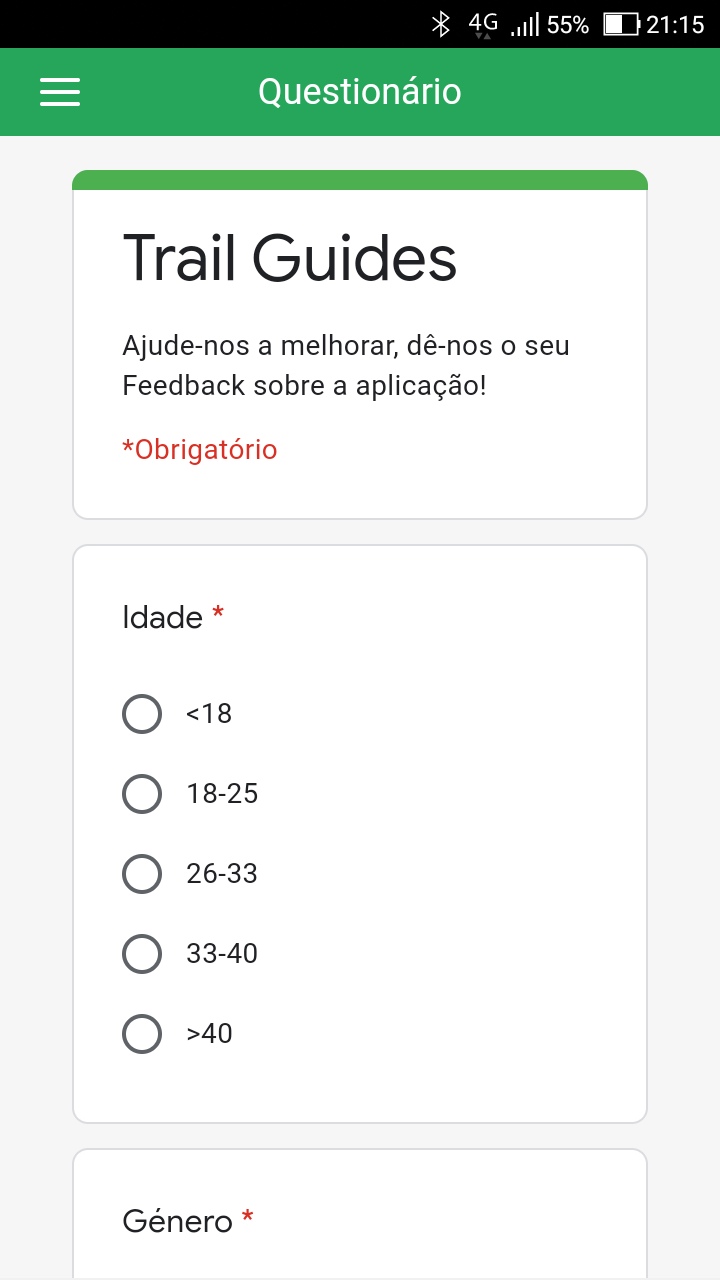 4G 55% 21:15
Questionário
Trail Guides
Ajude-nos a melhorar, dê-nos o seu
Feedback sobre a aplicação!
*Obrigatório
Idade *
<18
18-25
26-33
33-40
>40
Género *